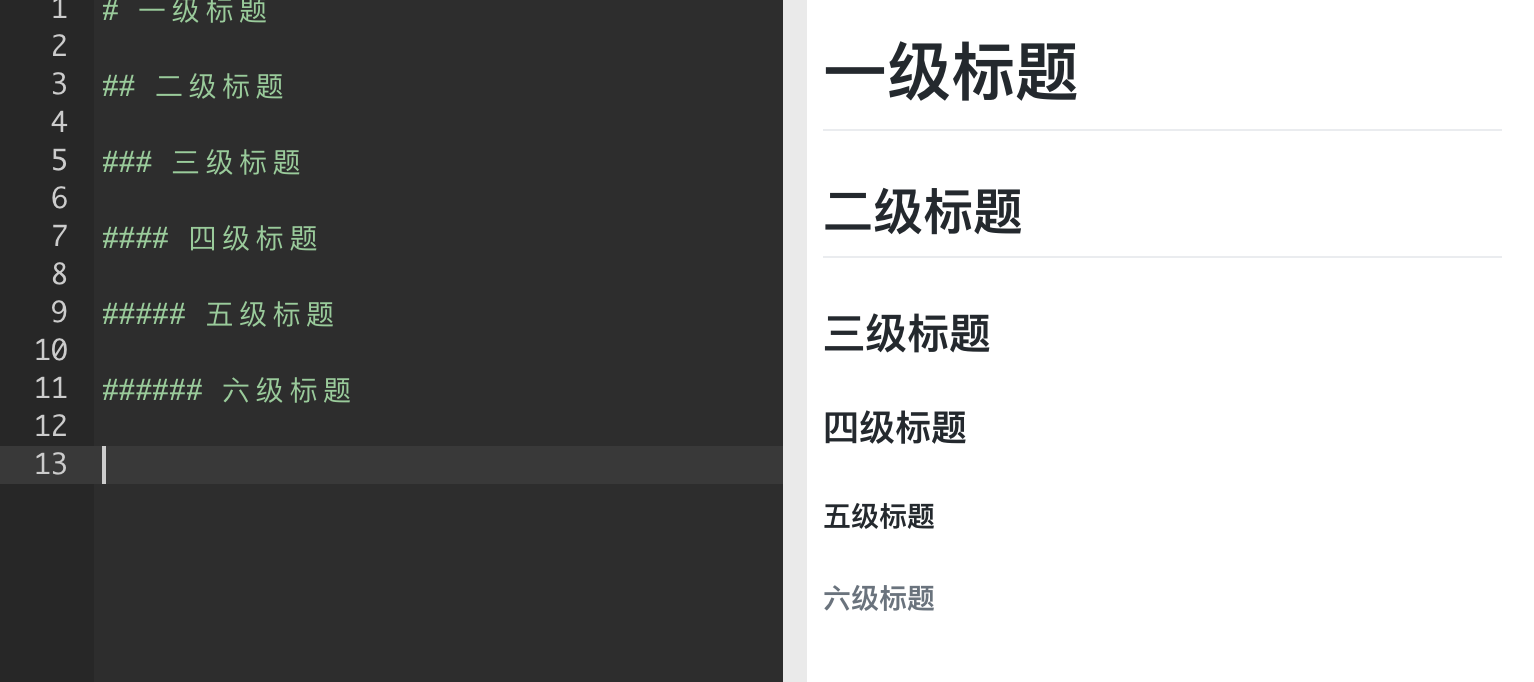 1 # 一级标题
2
3 ## 二级标题
4
5 ### 三级标题
6
7 #### 四级标题
8
9 ##### 五级标题
10
11 ###### 六级标题
12
13
一级标题
二级标题
三级标题
四级标题
五级标题
六级标题